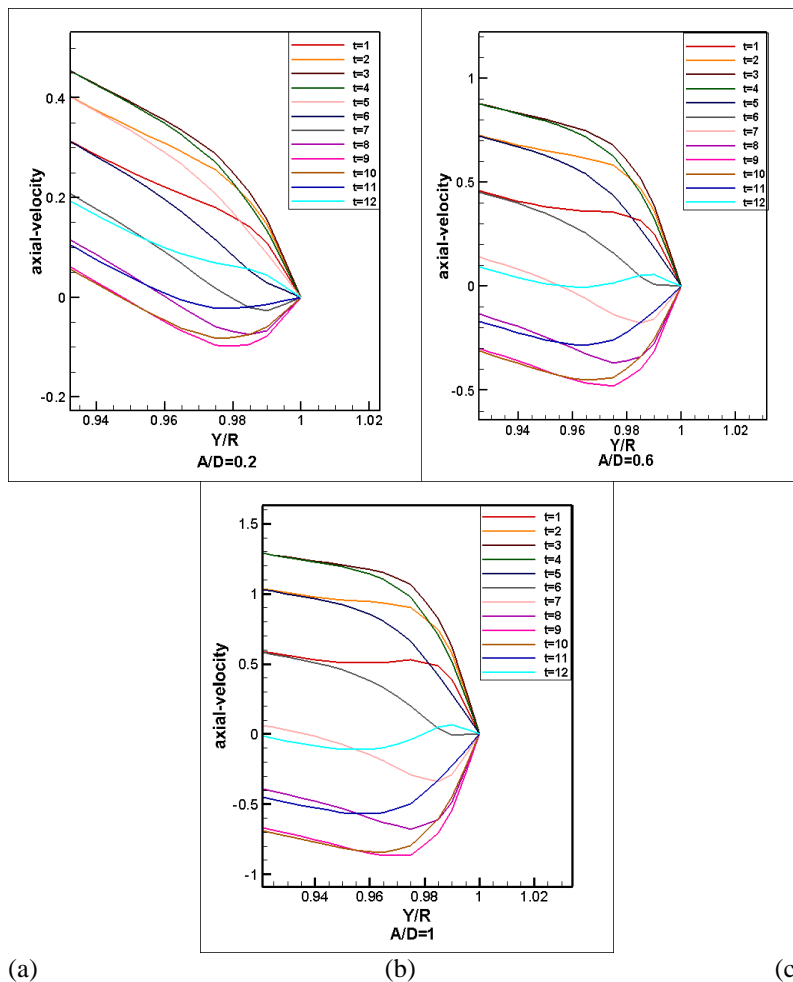 t=1
t=2
t=3
t=4
t=5
t=6
t=7
t=8
t=9
t=10
t=11
t=12
axial-velocity
0.4
0.2
0
-0.2
0.94 0.96 0.98 1 1.02
Y/R
A/D=0.2
t=1
t=2
t=3
t=4
t=5
t=6
t=7
t=8
t=9
t=10
t=11
t=12
axial-velocity
1
0.5
0
-0.5
0.94 0.96 0.98 1 1.02
Y/R
A/D=0.6
t=1
t=2
t=3
t=4
t=5
t=6
t=7
t=8
t=9
t=10
t=11
t=12
axial-velocity
1.5
1
0.5
0
-0.5
-1
0.94 0.96 0.98 1 1.02
Y/R
A/D=1
(a) (b) (c